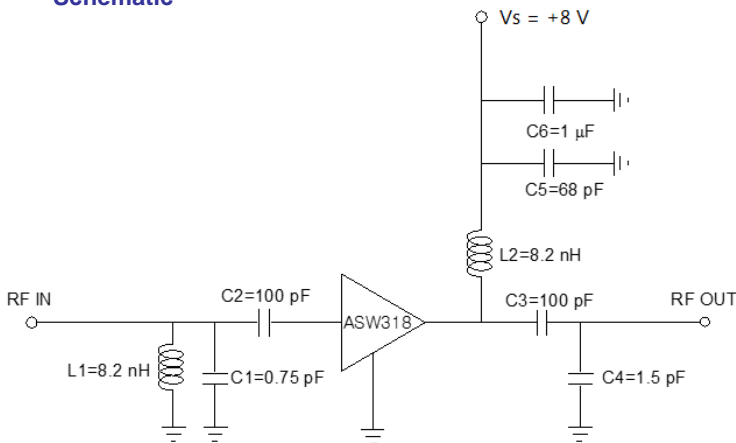 Schematic
Vs = +8 V
C6=1 μF
C5=68 pF
L2=8.2 nH
RF IN
C2=100 pF
ASW318
C3=100 pF
RF OUT
L1=8.2 nH
C1=0.75 pF
C4=1.5 pF